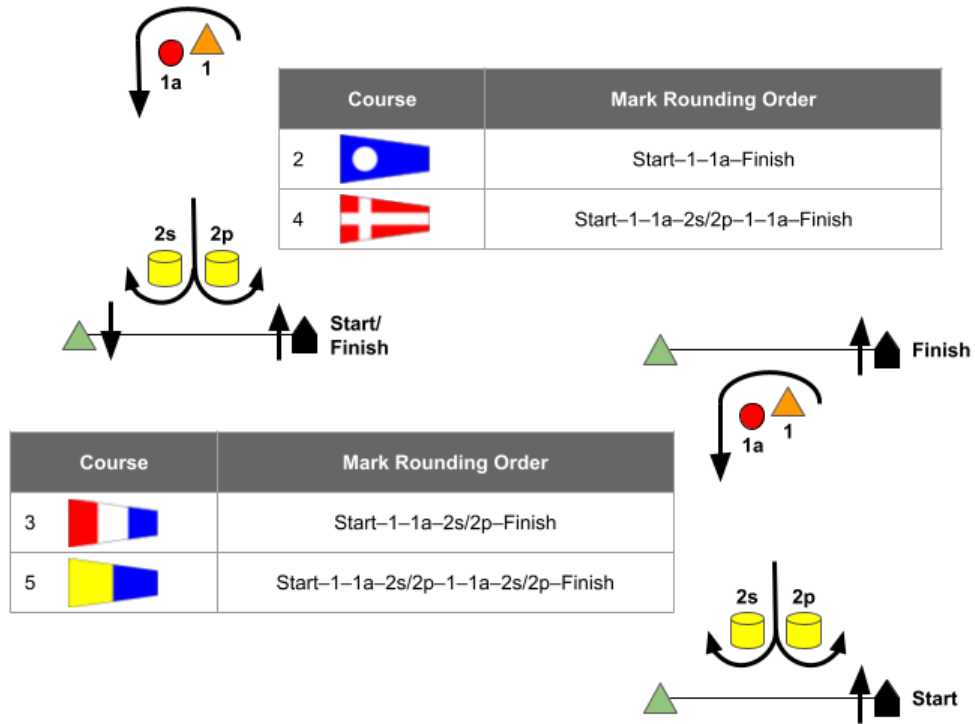 1a 1
Course Mark Rounding Order
2 Start–1–1a–Finish
4 Start–1–1a–2s/2p–1–1a–Finish
2s 2p
Start/
Finish
Finish
1a 1
Course Mark Rounding Order
3 Start–1–1a–2s/2p–Finish
5 Start–1–1a–2s/2p–1–1a–2s/2p–Finish
2s 2p
Start